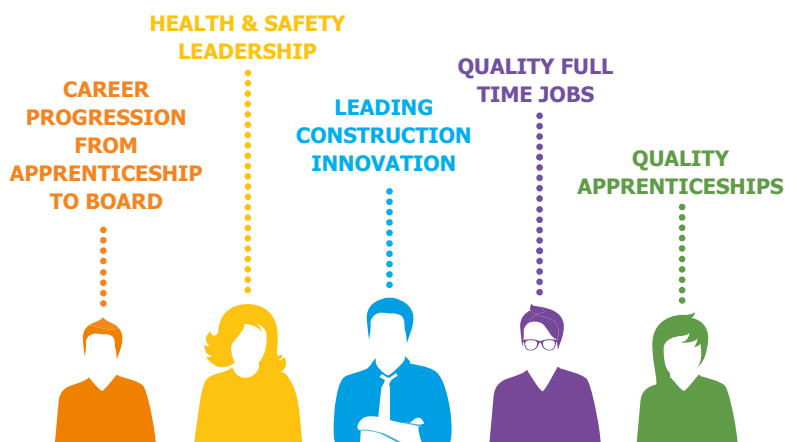 CAREER
PROGRESSION
FROM
APPRENTICESHIP
TO BOARD
HEALTH & SAFETY
LEADERSHIP
LEADING
CONSTRUCTION
INNOVATION
QUALITY FULL
TIME JOBS
QUALITY
APPRENTICESHIPS